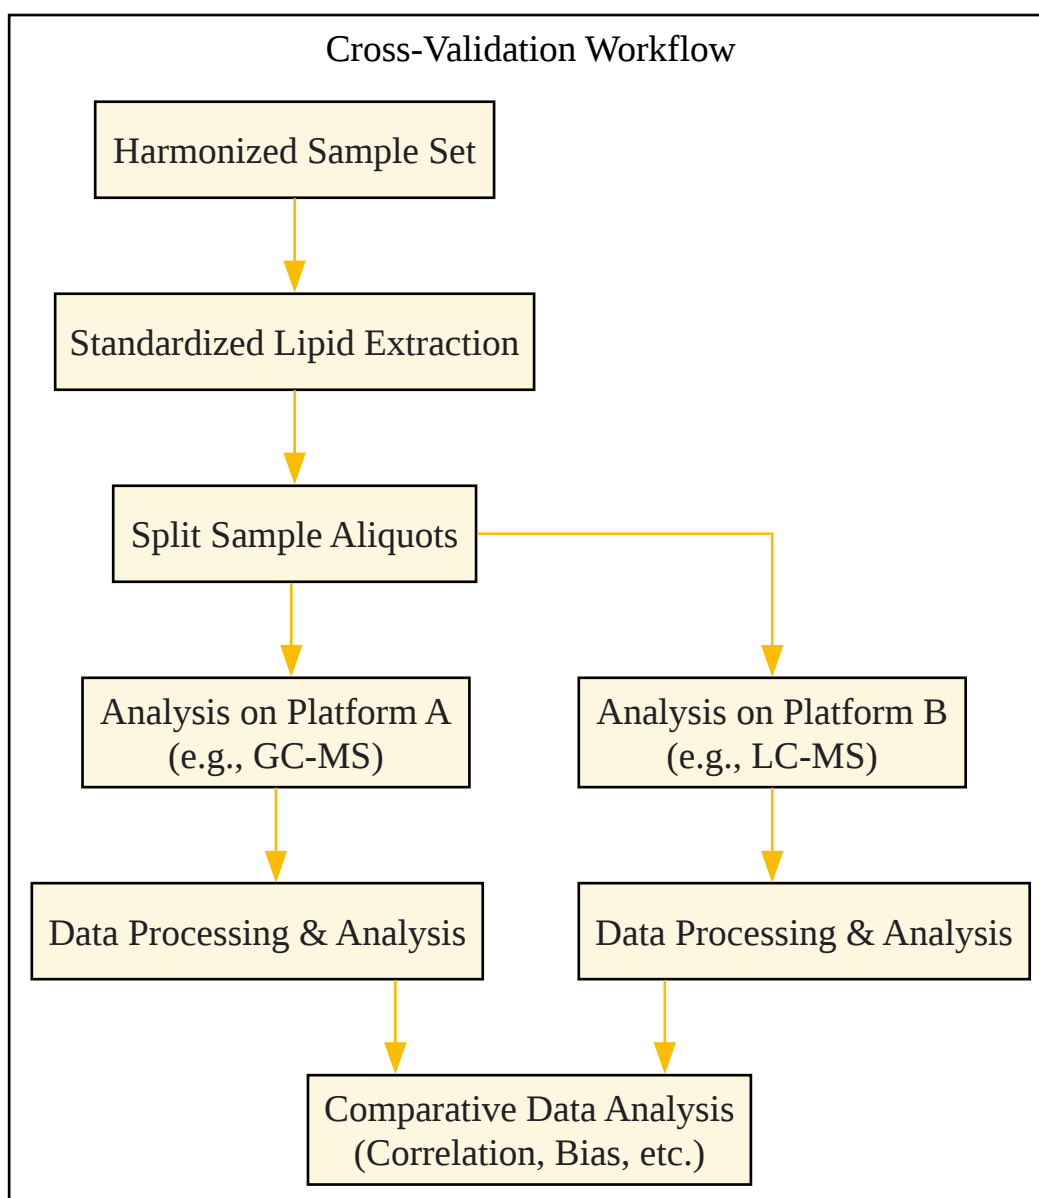 Cross-Validation Workflow
Harmonized Sample Set
Standardized Lipid Extraction
Split Sample Aliquots
Analysis on Platform A
(e.g., GC-MS)
Analysis on Platform B
(e.g., LC-MS)
Data Processing & Analysis
Data Processing & Analysis
Comparative Data Analysis
(Correlation, Bias, etc.)